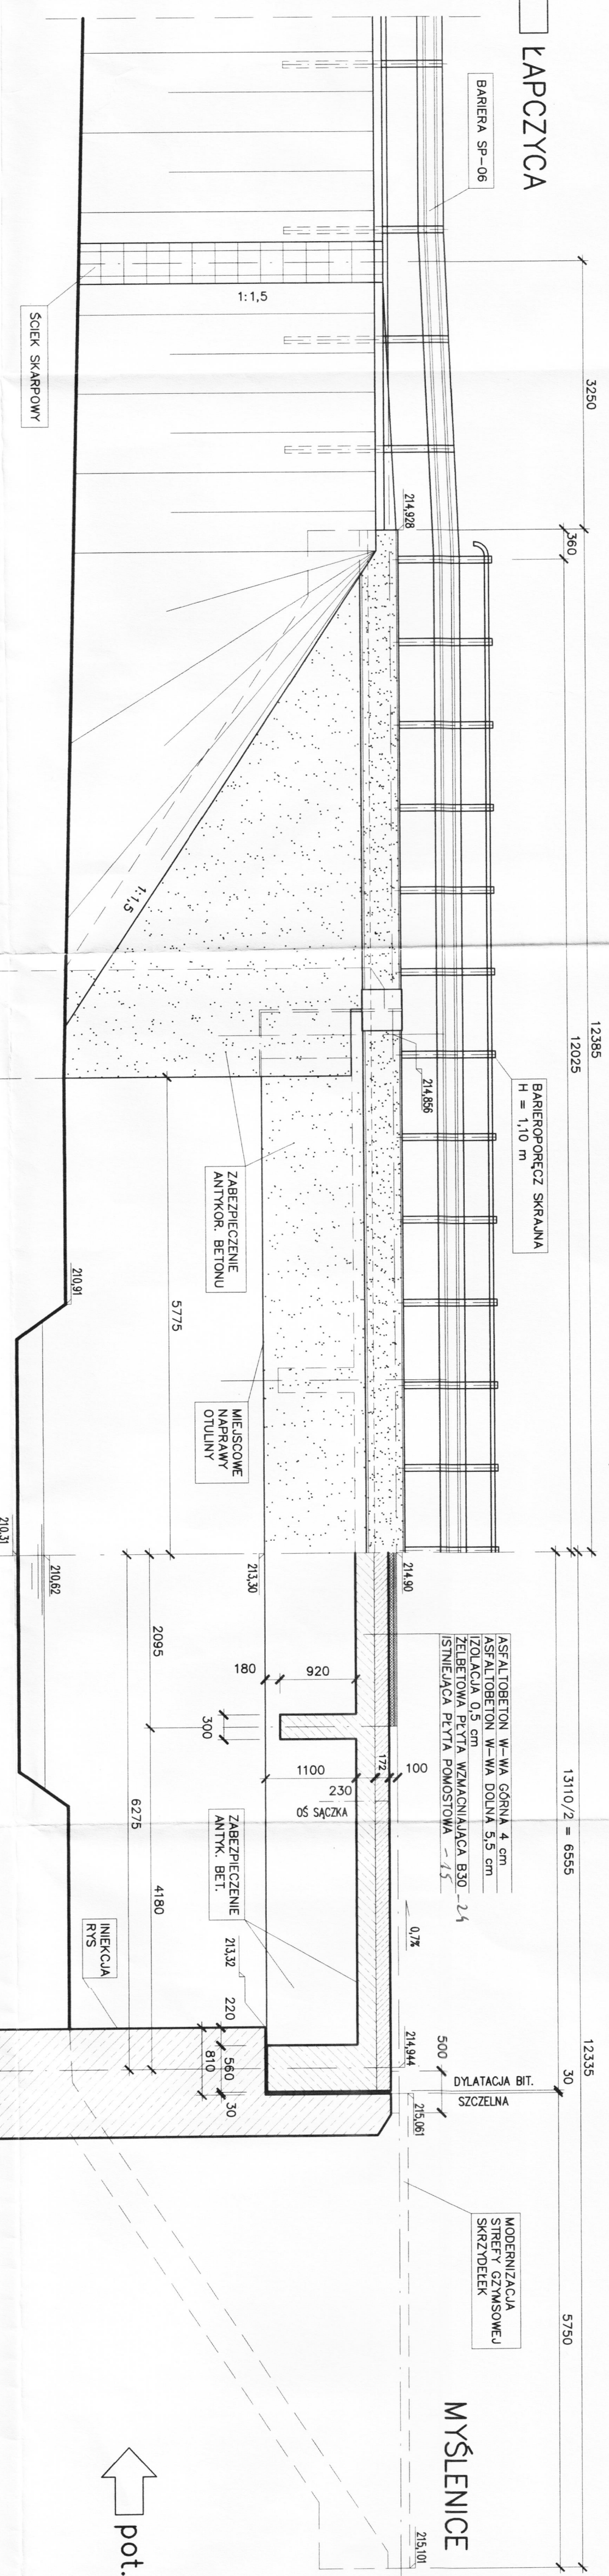 ŁAPCZYCA
BARIERA SP-06
1:1,5
ŚCIEK SKARPOWY
3250
214,928
360
12385
12025
1:1,5
BARIEROPORĘCZ SKRAJNA
H = 1,10 m
214,856
ZABEZPIECZENIE
ANTYKOR. BETONU
210,91
5775
MIEJSCOWE
NAPRAWY
OTULINY
210,31
210,62
213,30
214,90
2095
180
920
300
1100
172
100
230
OŚ SĄCZKA
ASFALTOBETON W-WA GÓRNA 4 cm
ASFALTOBETON W-WA DOLNA 5,5 cm
IZOLACJA 0,5 cm
ŻELBETOWA PŁYTA WZMACNIAJĄCA B30 - 24
ISTNIEJĄCA PŁYTA POMOSTOWA - 15
13110/2 = 6555
6275
4180
ZABEZPIECZENIE
ANTYK. BET.
INIEKCJA
RYS
213,32
0,7%
220
560
810
30
214,944
500
DYLATACJA BIT.
SZCZELNA
30
12335
215,061
MODERNIZACJA
STREFY GZYMSOWEJ
SKRZYDEŁEK
5750
MYŚLENICE
215,101
pot.